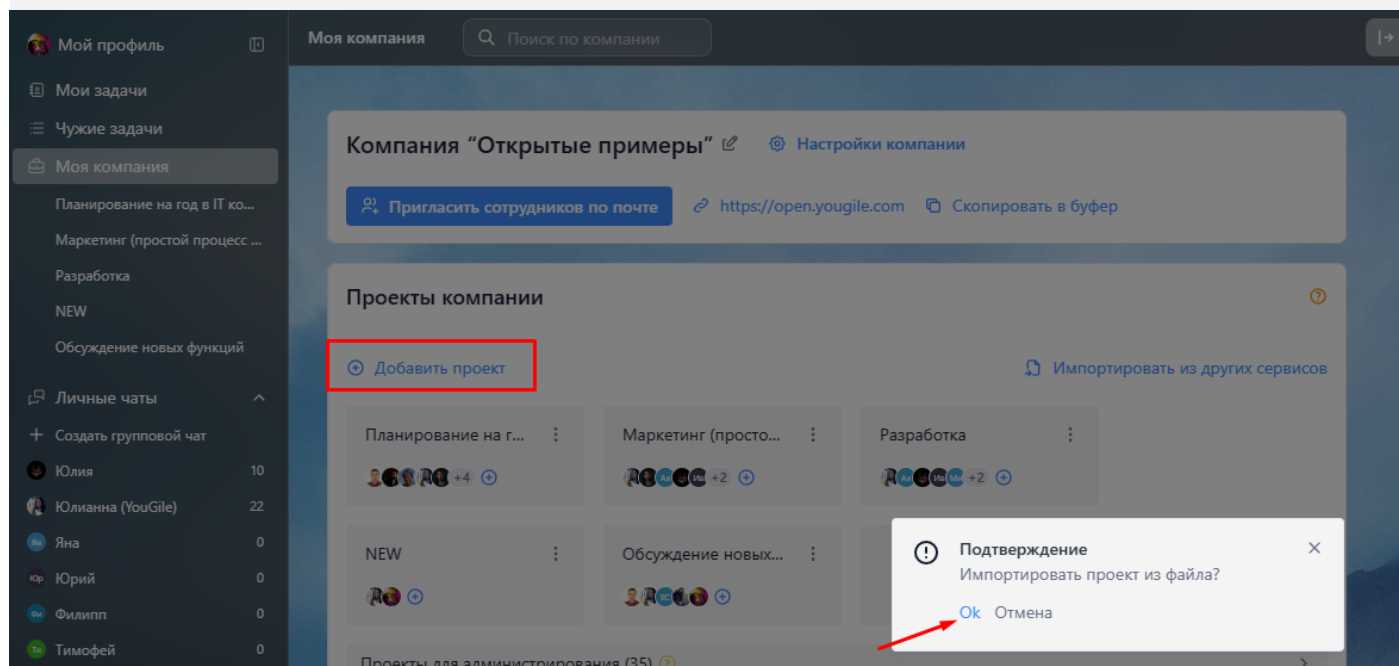 Мой профиль
Мои задачи
Чужие задачи
Моя компания
Планирование на год в IT ко...
Маркетинг (простой процесс ...
Разработка
NEW
Обсуждение новых функций
Личные чаты
Создать групповой чат
Юлия 10
Юлианна (YouGile) 22
Яна 0
Юрий 0
Филипп 0
Тимофей 0
Моя компания Поиск по компании
Компания “Открытые примеры” Настройки компании
Пригласить сотрудников по почте https://open.yougile.com Скопировать в буфер
Проекты компании
Добавить проект Импортировать из других сервисов
Планирование на г... Маркетинг (просто... Разработка
+4 +2 +2
NEW Обсуждение новых...
Подтверждение
Импортировать проект из файла?
Ok Отмена
Проекты для администрирования (35)